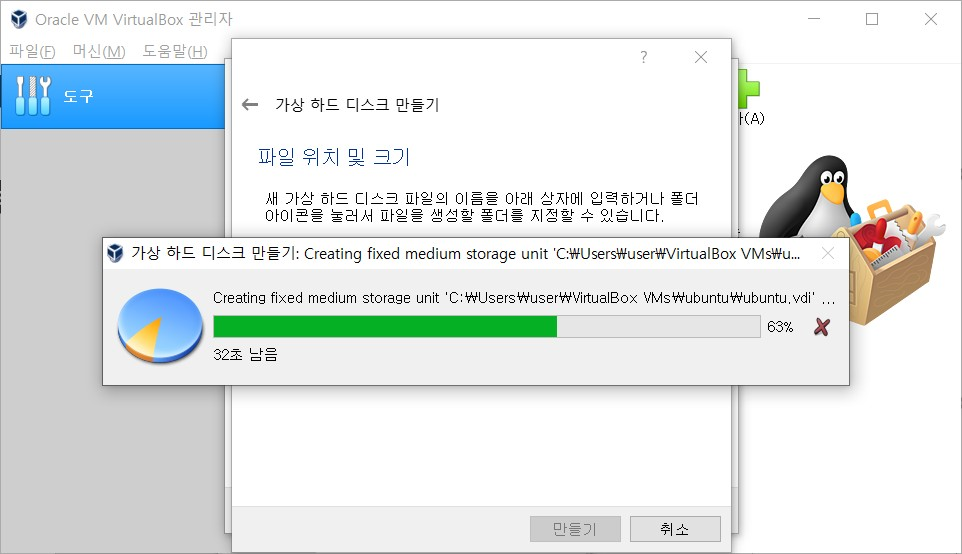 Oracle VM VirtualBox 관리자
파일(F) 머신(M) 도움말(H)
도구
?
가상 하드 디스크 만들기
(A)
파일 위치 및 크기
새 가상 하드 디스크 파일의 이름을 아래 상자에 입력하거나 폴더
아이콘을 눌러서 파일을 생성할 폴더를 지정할 수 있습니다.
가상 하드 디스크 만들기: Creating fixed medium storage unit 'C:₩Users₩user₩VirtualBox VMs₩u...
Creating fixed medium storage unit 'C:₩Users₩user₩VirtualBox VMs₩ubuntu₩ubuntu.vdi' ...
63%
32초 남음
만들기
취소